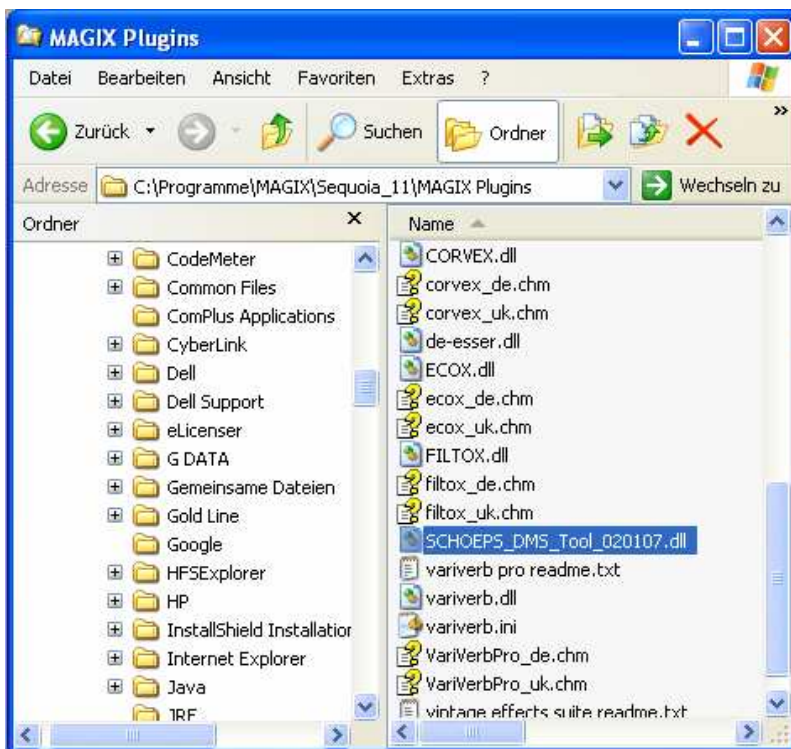 MAGIX Plugins
Datei Bearbeiten Ansicht Favoriten Extras ?
Zurück Suchen Ordner »
Adresse C:\Programme\MAGIX\Sequoia_11\MAGIX Plugins Wechseln zu
Ordner
CodeMeter
Common Files
ComPlus Applications
CyberLink
Dell
Dell Support
eLicenser
G DATA
Gemeinsame Dateien
Gold Line
Google
HFSExplorer
HP
InstallShield Installation
Internet Explorer
Java
JRE
Name
CORVEX.dll
corvex_de.chm
corvex_uk.chm
de-esser.dll
ECOX.dll
ecox_de.chm
ecox_uk.chm
FILTOX.dll
filtox_de.chm
filtox_uk.chm
SCHOEPS_DMS_Tool_020107.dll
variverb pro readme.txt
variverb.dll
variverb.ini
VariVerbPro_de.chm
VariVerbPro_uk.chm
vintage effects suite readme.txt